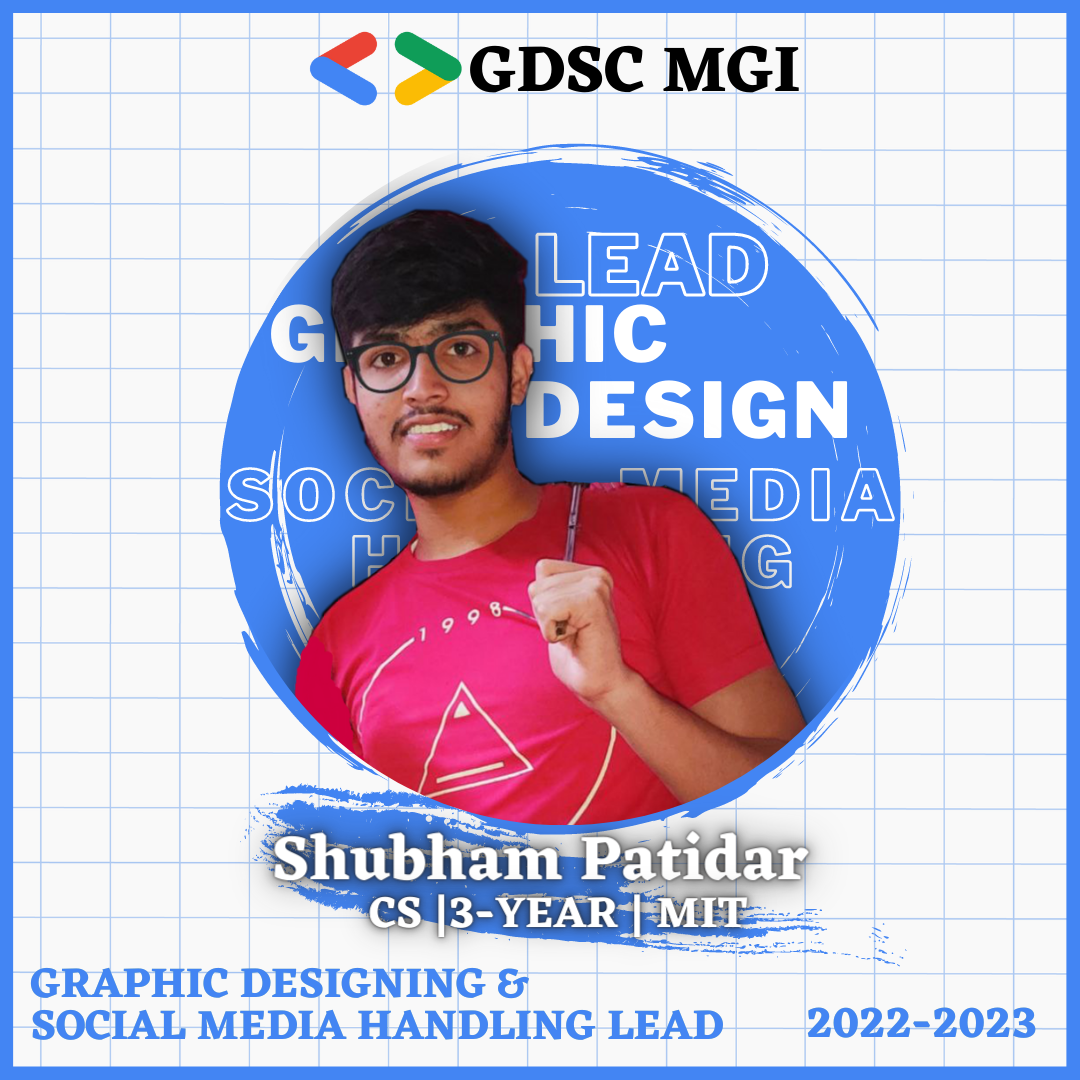 GDSC MGI
LEAD
HIC
DESIGN
MEDIA
1998
Shubham Patidar
CS |3-YEAR | MIT
GRAPHIC DESIGNING &
SOCIAL MEDIA HANDLING LEAD
2022-2023